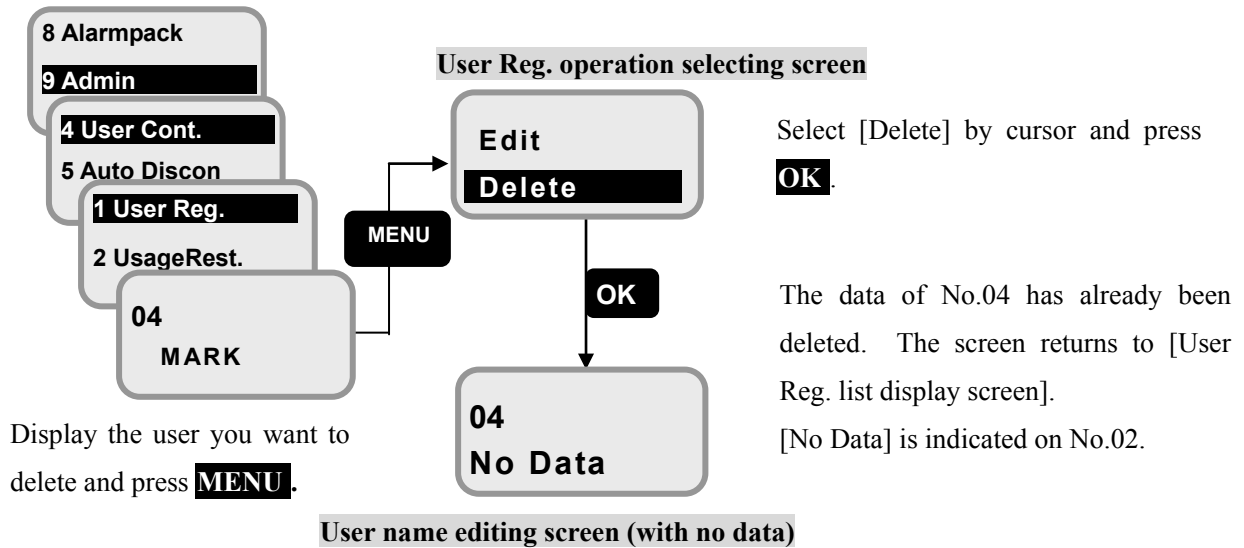 8 Alarmpack
9 Admin
4 User Cont.
5 Auto Discon
1 User Reg.
2 UsageRest.
04
MARK
Display the user you want to
delete and press MENU .
MENU
User Reg. operation selecting screen
Edit
Delete
OK
04
No Data
User name editing screen (with no data)
Select [Delete] by cursor and press
OK .
The data of No.04 has already been
deleted. The screen returns to [User
Reg. list display screen].
[No Data] is indicated on No.02.